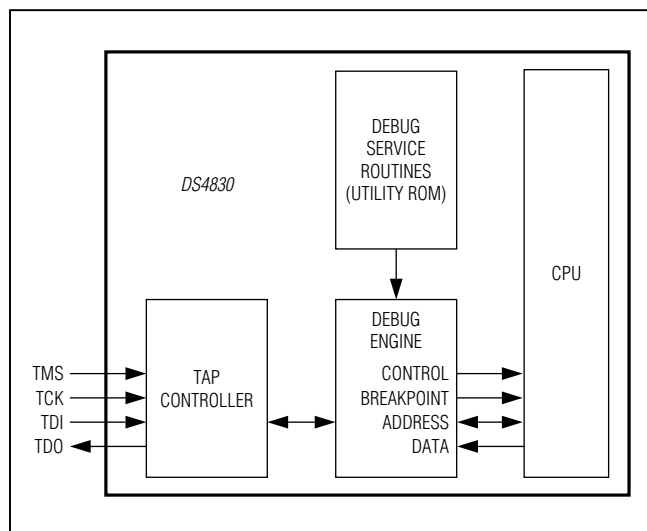 DS4830
DEBUG
SERVICE
ROUTINES
(UTILITY ROM)
CPU
TMS
TCK
TDI
TDO
TAP
CONTROLLER
DEBUG
ENGINE
CONTROL
BREAKPOINT
ADDRESS
DATA